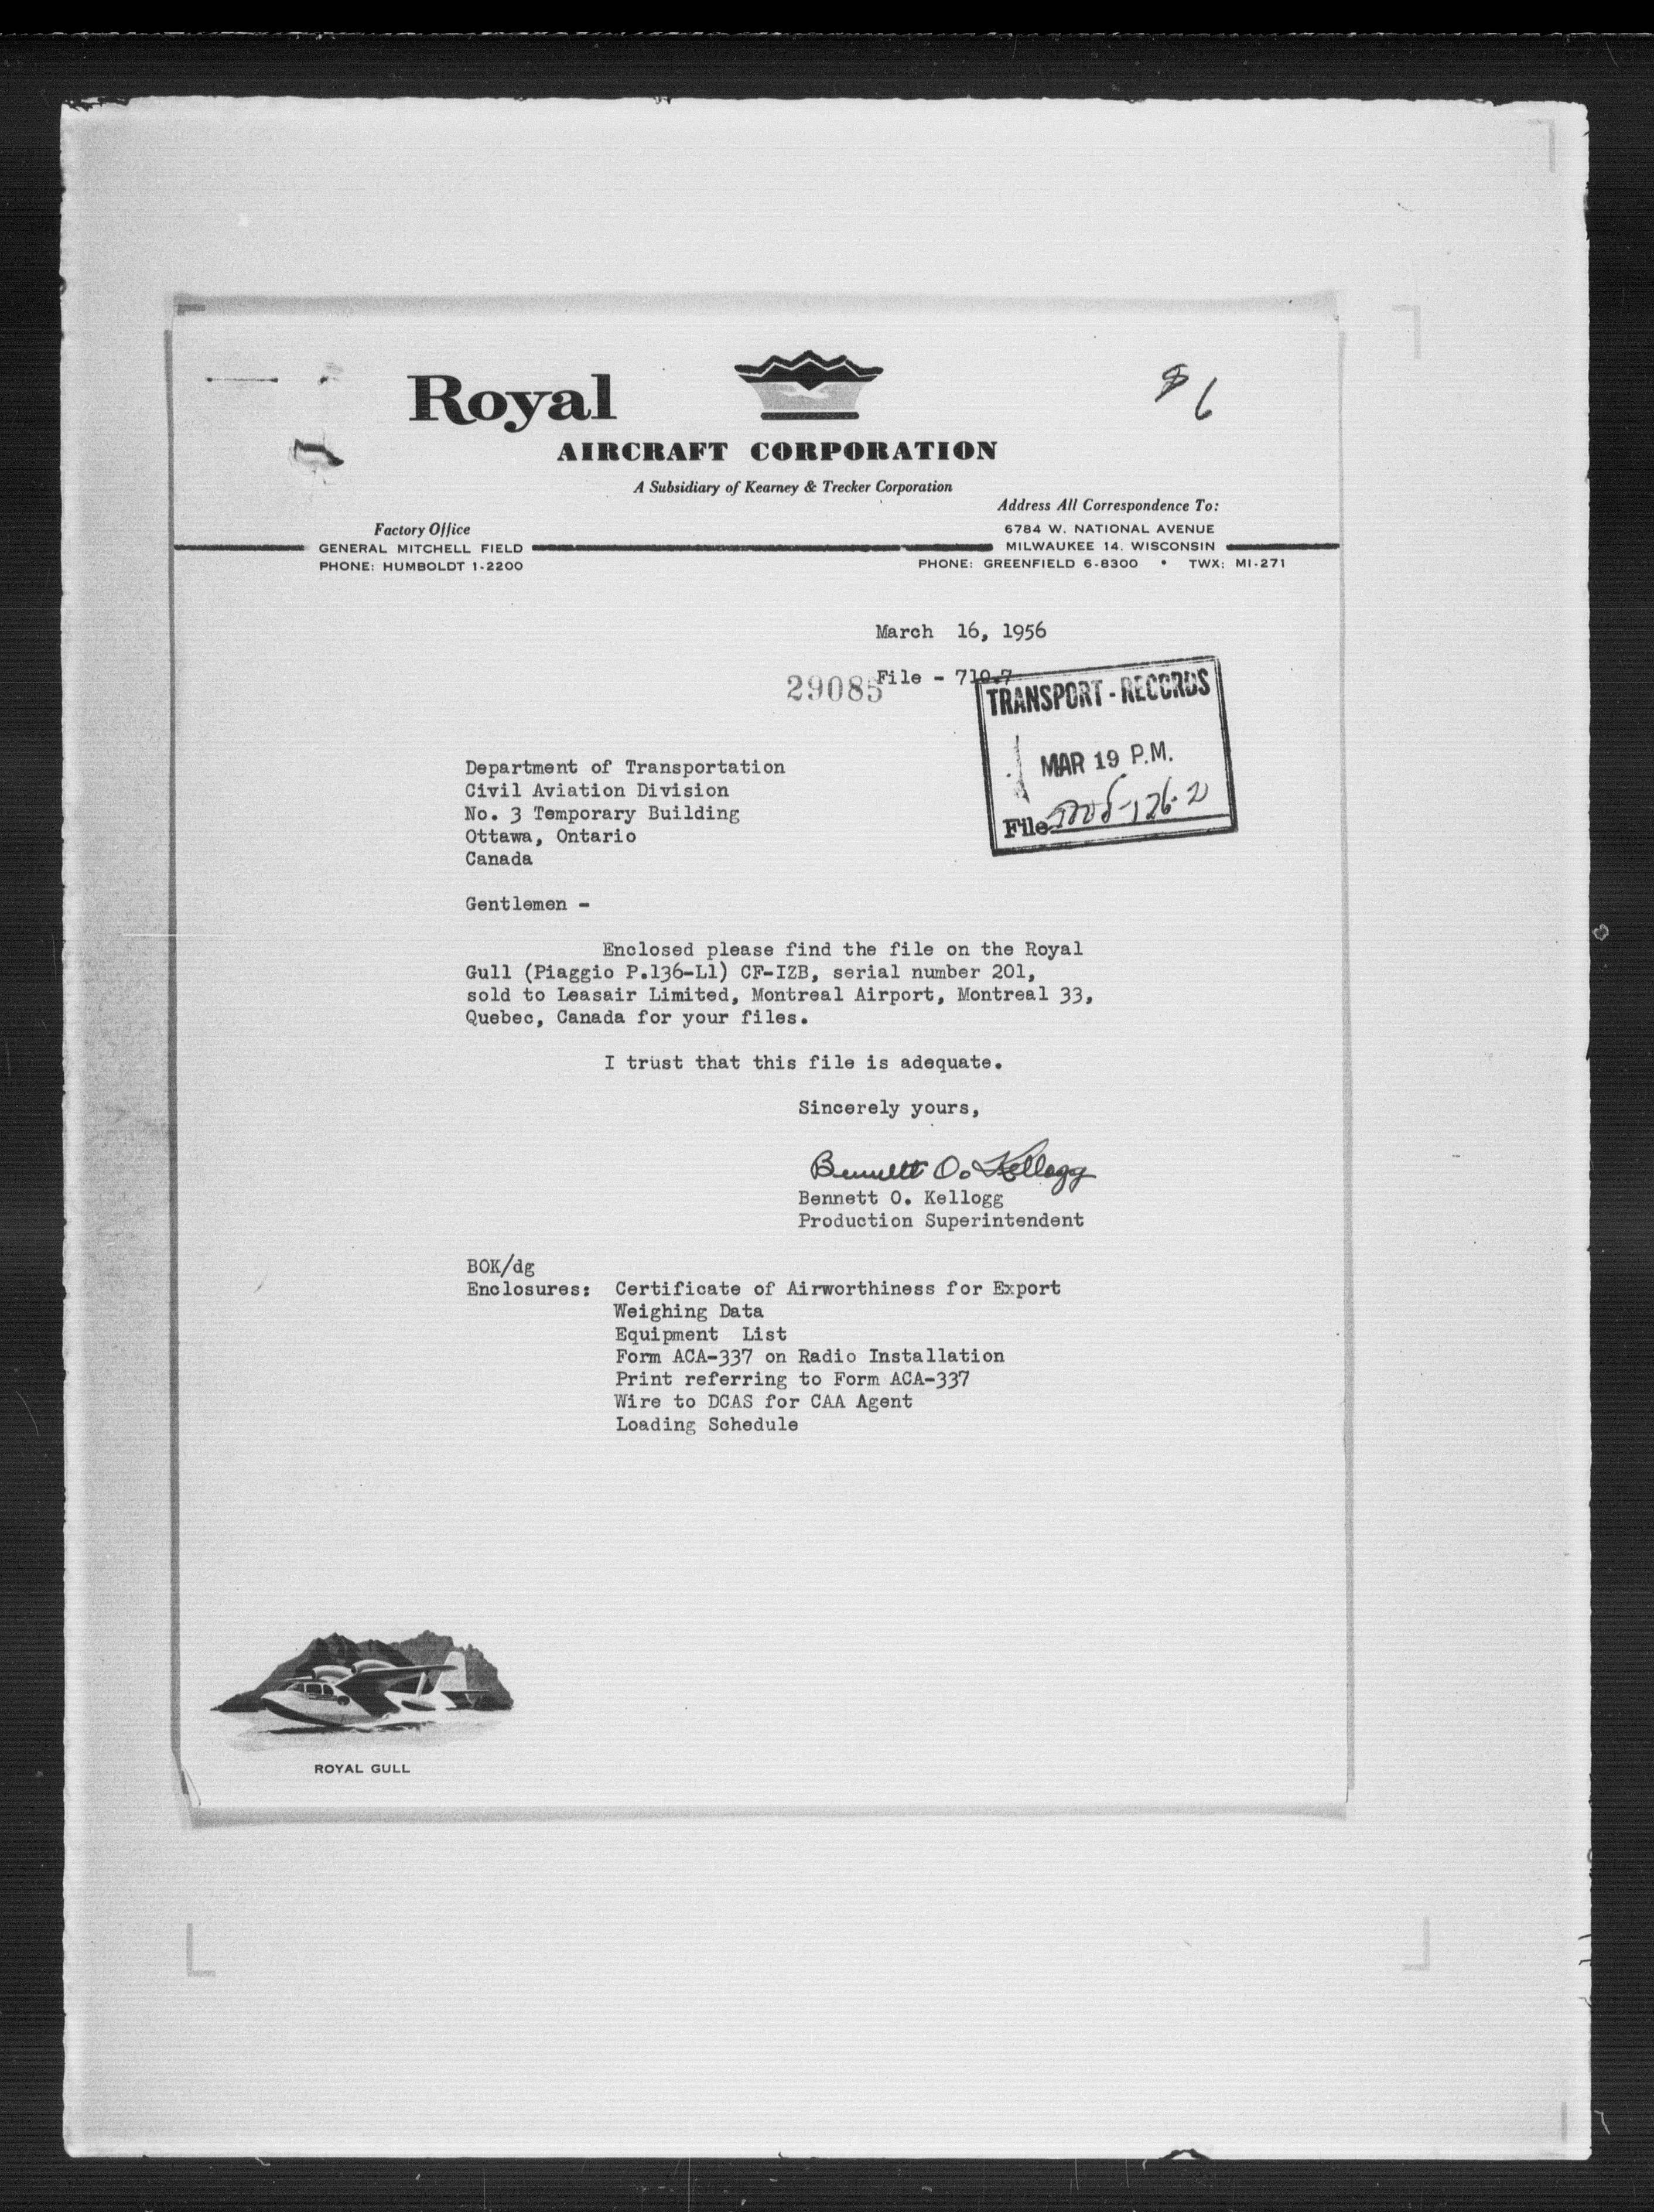 Royal
6
AIRCRAFT CORPORATION
A Subsidiary of Kearney & Trecker Corporation
Address All Correspondence To:
Factory Office
6784 W. NATIONAL AVENUE
GENERAL MITCHELL FIELD
MILWAUKEE 14, WISCONSIN
PHONE: HUMBOLDT 1-2200
PHONE: GREENFIELD 6-8300 • TWX: MI-271
March 16, 1956
29085
File - 710.7
TRANSPORT - RECORDS
MAR 19 P.M.
File
Department of Transportation
Civil Aviation Division
No. 3 Temporary Building
Ottawa, Ontario
Canada
Gentlemen -
Enclosed please find the file on the Royal
Gull (Piaggio P.136-L1) CF-IZB, serial number 201,
sold to Leasair Limited, Montreal Airport, Montreal 33,
Quebec, Canada for your files.
I trust that this file is adequate.
Sincerely yours,
Bennett O. Kellogg
Bennett O. Kellogg
Production Superintendent
BOK/dg
Enclosures: Certificate of Airworthiness for Export
Weighing Data
Equipment List
Form ACA-337 on Radio Installation
Print referring to Form ACA-337
Wire to DCAS for CAA Agent
Loading Schedule
ROYAL GULL